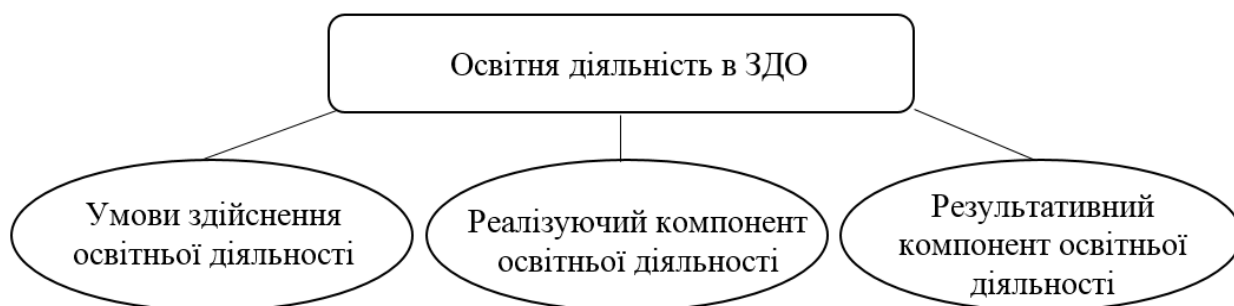 Освітня діяльність в ЗДО
Умови здійснення
освітньої діяльності
Реалізуючий компонент
освітньої діяльності
Результативний
компонент освітньої
діяльності